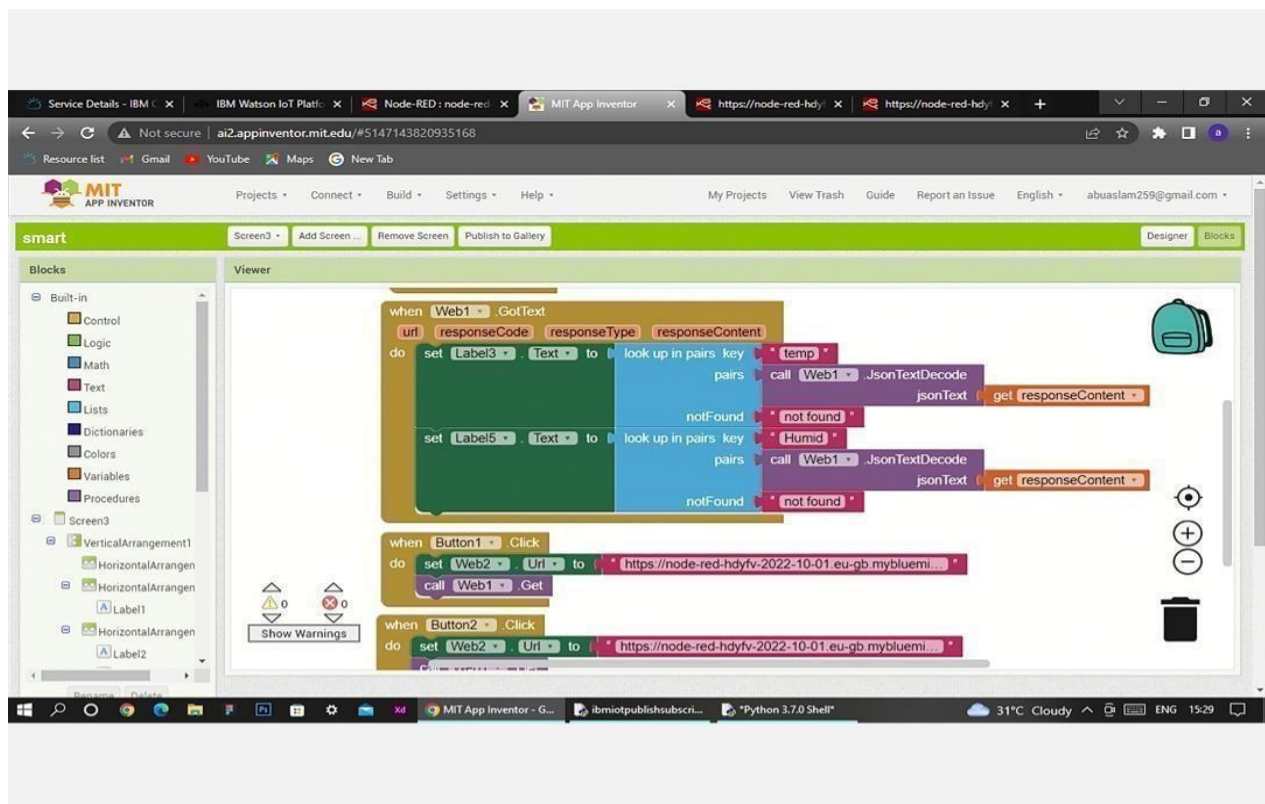 Service Details - IBM C
IBM Watson IoT Platfo
Node-RED : node-red
MIT App Inventor
https://node-red-hdyf
https://node-red-hdyf
Not secure | ai2.appinventor.mit.edu/#5147143820935168
a
Resource list Gmail YouTube Maps New Tab
MIT
APP INVENTOR
Projects Connect Build Settings Help My Projects View Trash Guide Report an Issue English abuaslam259@gmail.com
smart Screen3 Add Screen ... Remove Screen Publish to Gallery Designer Blocks
Blocks Viewer
Built-in
Control
Logic
Math
Text
Lists
Dictionaries
Colors
Variables
Procedures
Screen3
VerticalArrangement1
HorizontalArrangen
HorizontalArrangen
Label1
HorizontalArrangen
Label2
Rename Delete
when Web1 .GotText
url responseCode responseType responseContent
do set Label3 . Text to look up in pairs key " temp "
pairs call Web1 .JsonTextDecode
jsonText get responseContent
notFound " not found "
set Label5 . Text to look up in pairs key " Humid "
pairs call Web1 .JsonTextDecode
jsonText get responseContent
notFound " not found "
when Button1 .Click
do set Web2 . Url to " https://node-red-hdyfv-2022-10-01.eu-gb.mybluemi... "
call Web1 .Get
when Button2 .Click
do set Web2 . Url to " https://node-red-hdyfv-2022-10-01.eu-gb.mybluemi... "
0 0
Show Warnings
Ps Xd MIT App Inventor - G... ibmiotpublishsubscri... *Python 3.7.0 Shell* 31°C Cloudy ENG 15:29